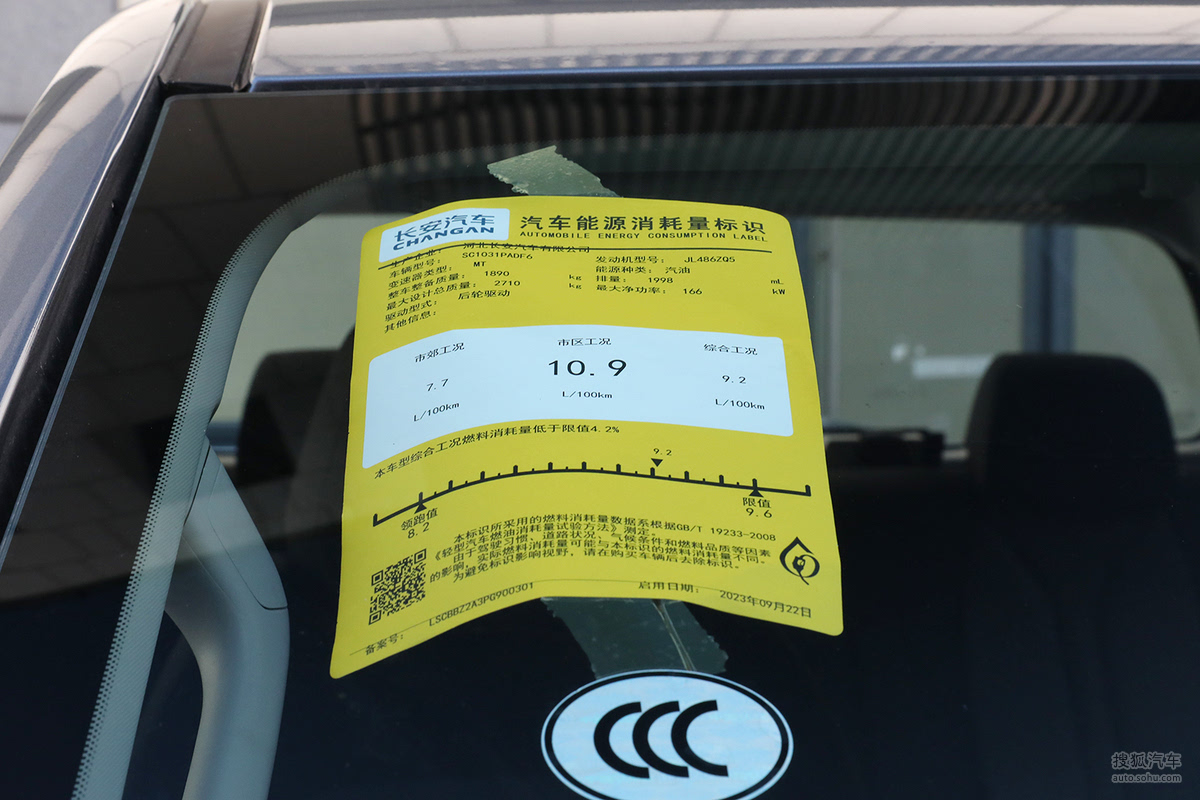 长安汽车
CHANGAN
汽车能源消耗量标识
AUTOMOBILE ENERGY CONSUMPTION LABEL
生产企业: 河北长安汽车有限公司
车辆型号: SC1031PADF6 发动机型号: JL486ZQ5
变速器类型: MT 能源种类: 汽油
整车整备质量: 1890 kg 排量: 1998 mL
最大设计总质量: 2710 kg 最大净功率: 166 kW
驱动型式: 后轮驱动
其他信息:
市郊工况 市区工况 综合工况
7.7 10.9 9.2
L/100km L/100km L/100km
本车型综合工况燃料消耗量低于限值4.2%
9.2
领跑值 限值
8.2 9.6
本标识所采用的燃料消耗量数据系根据GB/T 19233-2008
《轻型汽车燃油消耗量试验方法》测定。
由于驾驶习惯、道路状况、气候条件和燃料品质等因素
的影响，实际燃料消耗量可能与本标识的燃料消耗量不同。
为避免标识影响视野，请在购买车辆后去除标识。
备案号: LSCBBZ2A3PG900301 启用日期: 2023年09月22日
CCC
搜狐汽车
auto.sohu.com